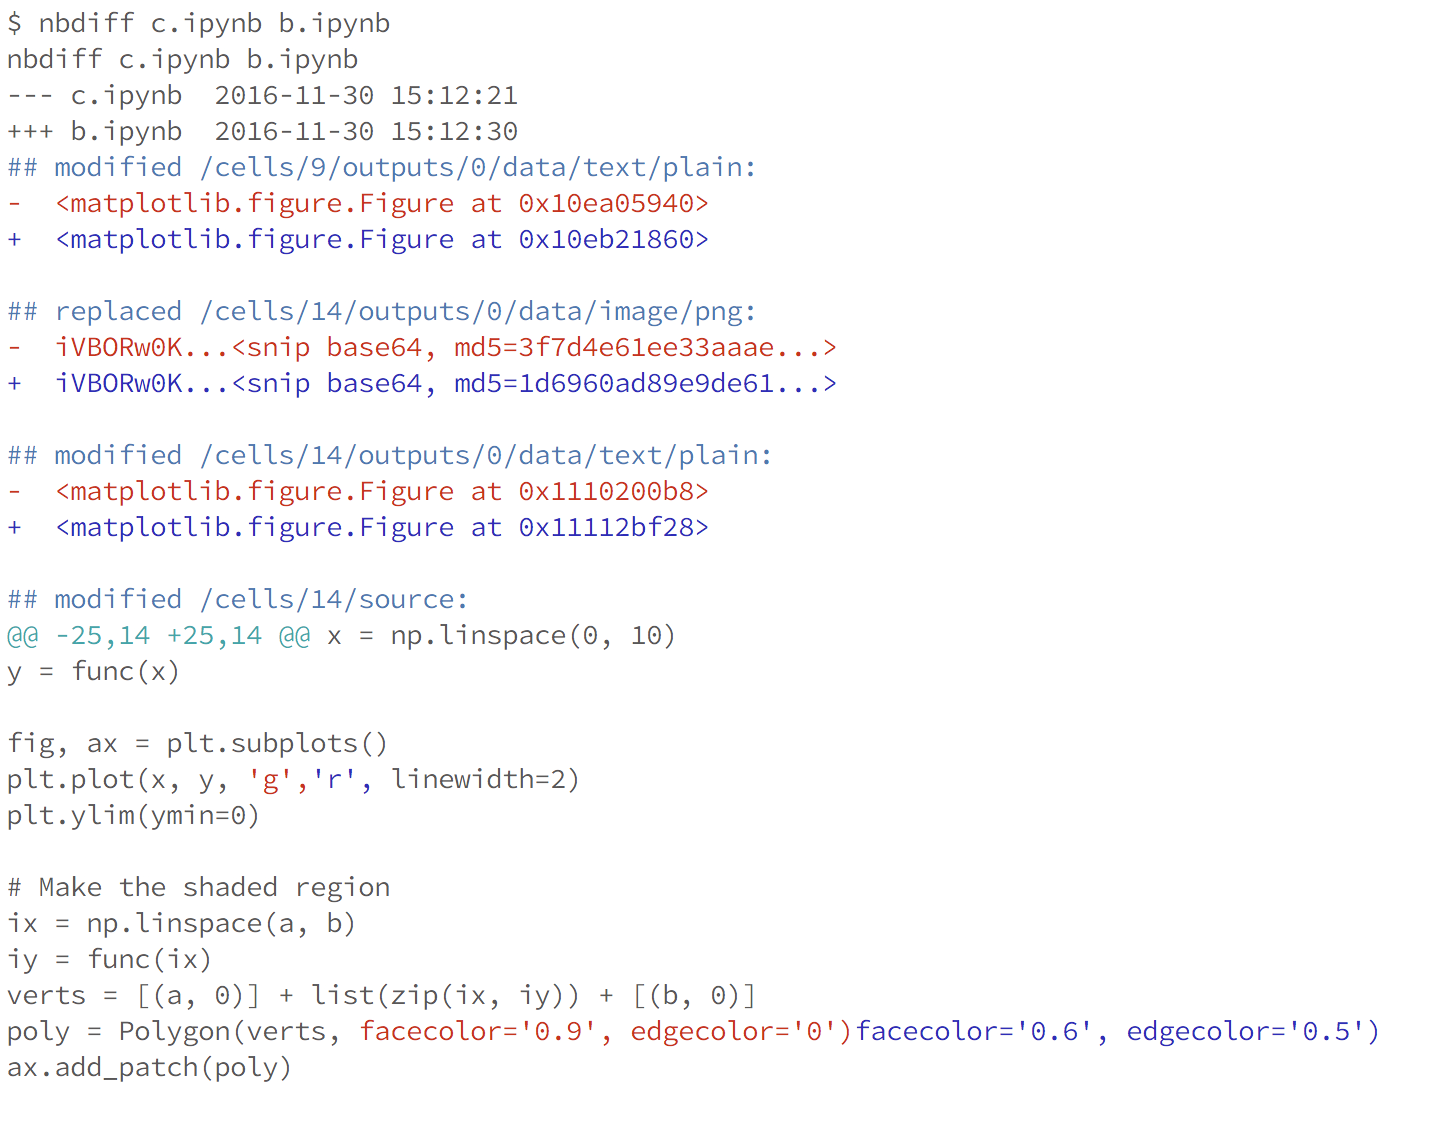 $ nbdiff c.ipynb b.ipynb
nbdiff c.ipynb b.ipynb
--- c.ipynb  2016-11-30 15:12:21
+++ b.ipynb  2016-11-30 15:12:30
## modified /cells/9/outputs/0/data/text/plain:
-  <matplotlib.figure.Figure at 0x10ea05940>
+  <matplotlib.figure.Figure at 0x10eb21860>
## replaced /cells/14/outputs/0/data/image/png:
-  iVBORw0K...<snip base64, md5=3f7d4e61ee33aaae...>
+  iVBORw0K...<snip base64, md5=1d6960ad89e9de61...>
## modified /cells/14/outputs/0/data/text/plain:
-  <matplotlib.figure.Figure at 0x1110200b8>
+  <matplotlib.figure.Figure at 0x11112bf28>
## modified /cells/14/source:
@@ -25,14 +25,14 @@ x = np.linspace(0, 10)
y = func(x)
fig, ax = plt.subplots()
plt.plot(x, y, 'g','r', linewidth=2)
plt.ylim(ymin=0)
# Make the shaded region
ix = np.linspace(a, b)
iy = func(ix)
verts = [(a, 0)] + list(zip(ix, iy)) + [(b, 0)]
poly = Polygon(verts, facecolor='0.9', edgecolor='0')facecolor='0.6', edgecolor='0.5')
ax.add_patch(poly)